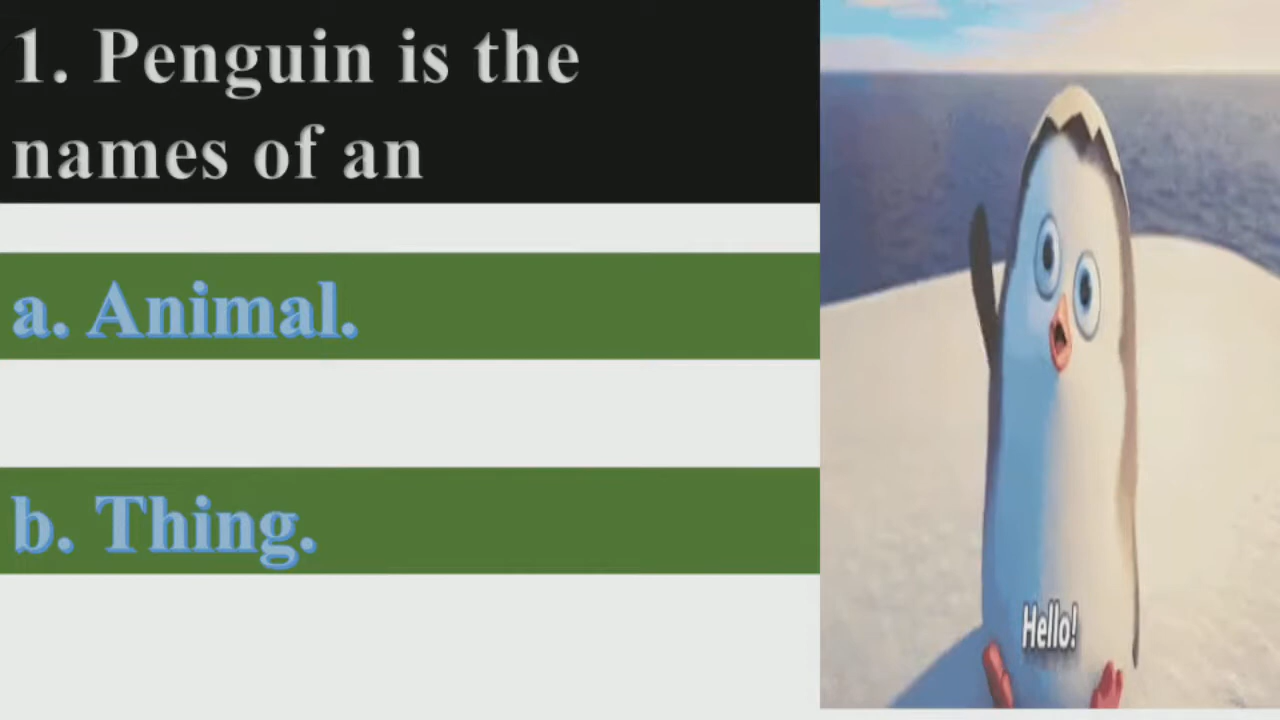 1. Penguin is the
names of an
a. Animal.
b. Thing.
Hello!